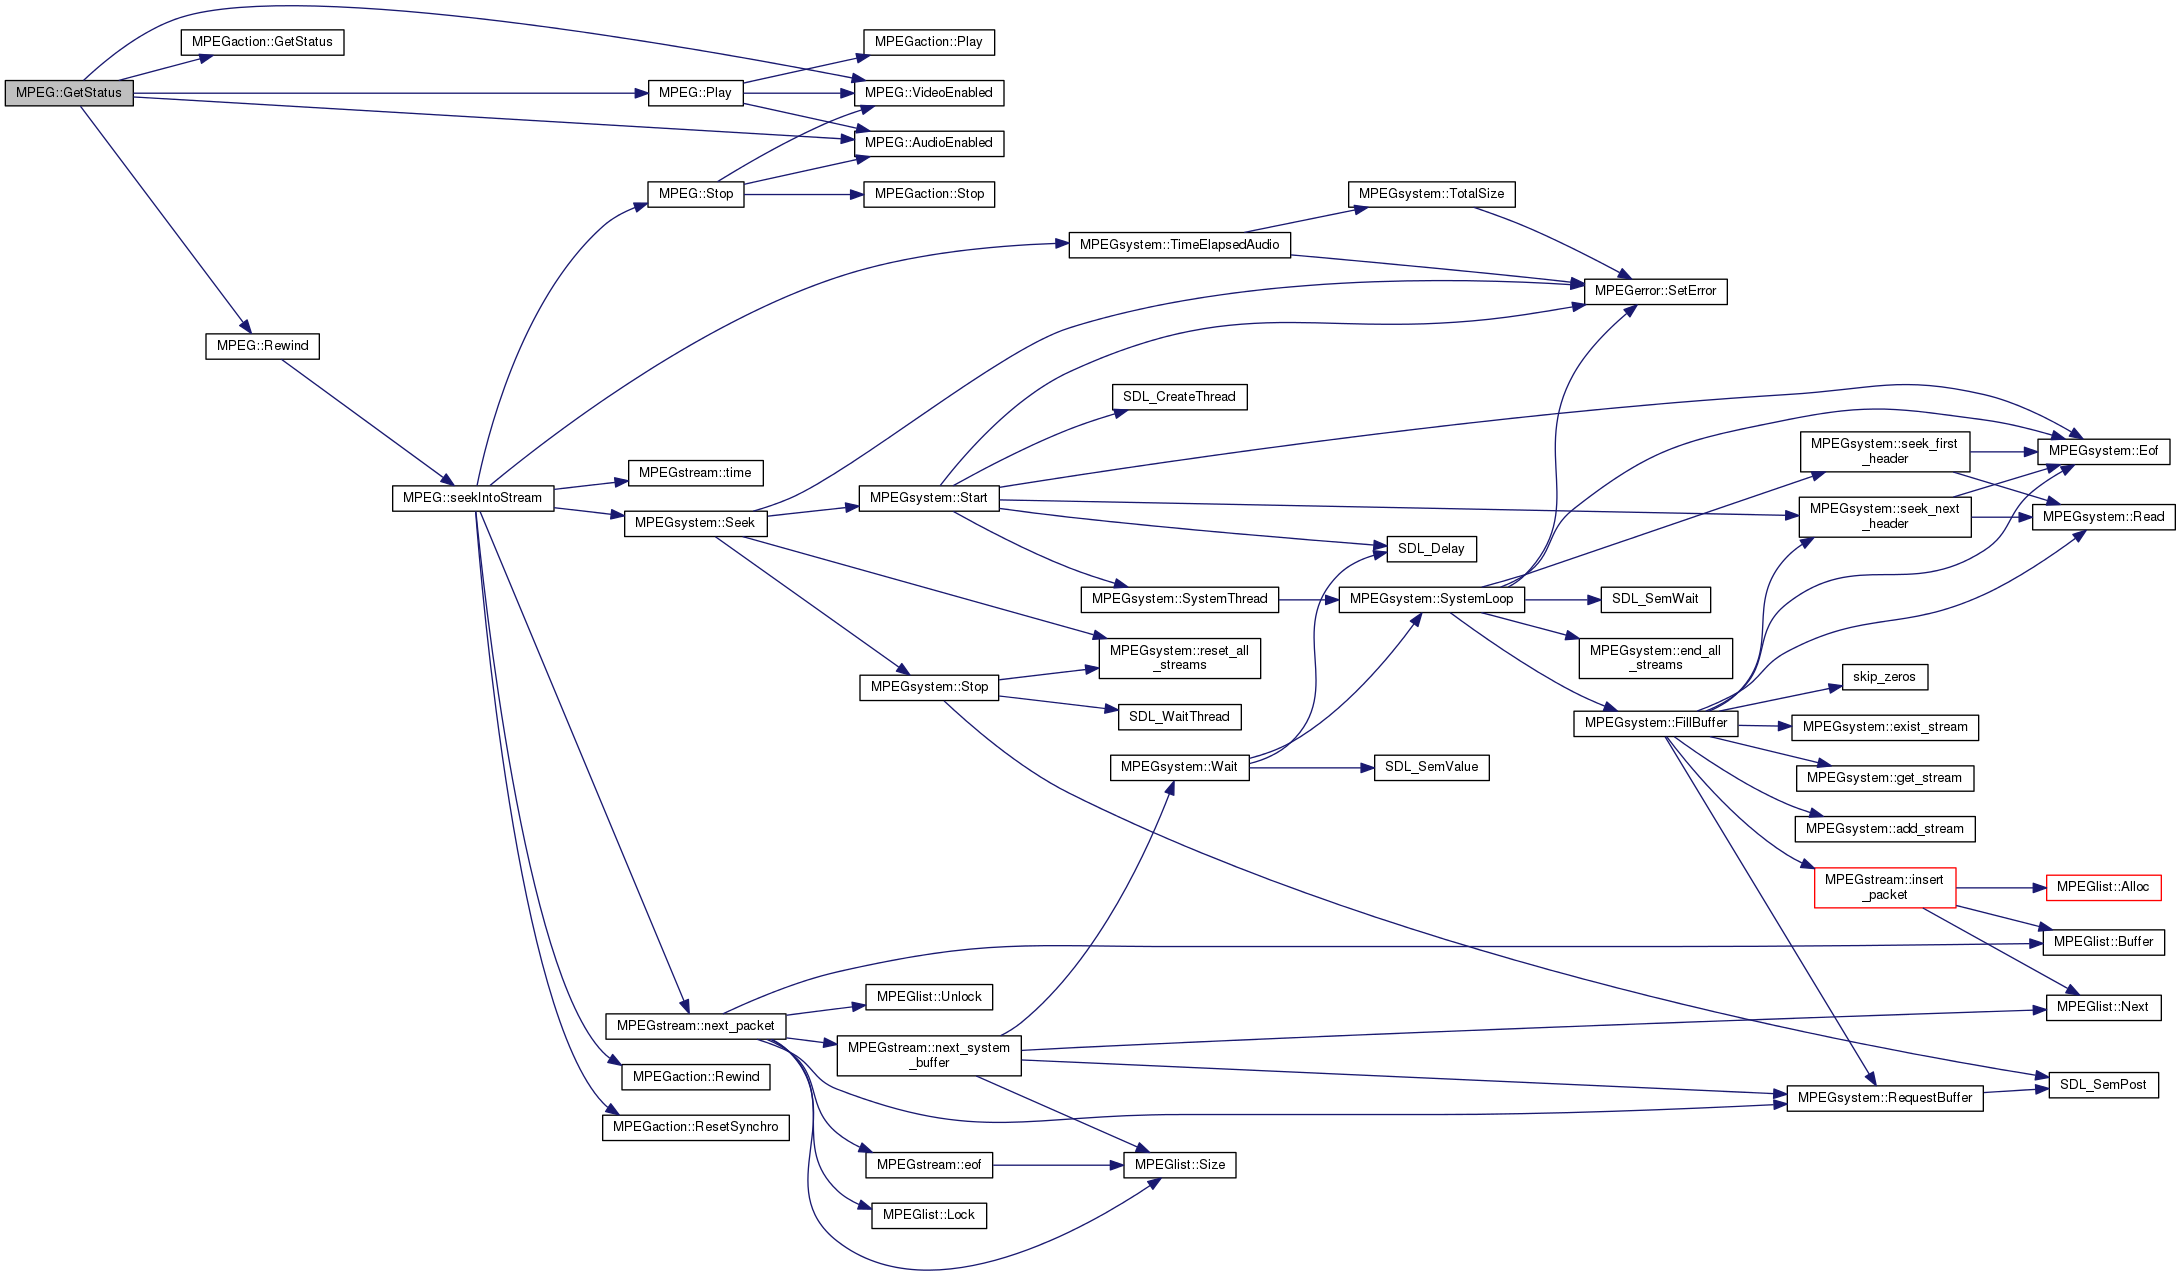 MPEGaction::GetStatus
MPEGaction::Play
MPEG::GetStatus
MPEG::Play
MPEG::VideoEnabled
MPEG::AudioEnabled
MPEG::Stop
MPEGaction::Stop
MPEGsystem::TotalSize
MPEGsystem::TimeElapsedAudio
MPEGerror::SetError
MPEG::Rewind
SDL_CreateThread
MPEGsystem::seek_first
_header
MPEGsystem::Eof
MPEGstream::time
MPEG::seekIntoStream
MPEGsystem::Start
MPEGsystem::Seek
MPEGsystem::seek_next
_header
MPEGsystem::Read
SDL_Delay
MPEGsystem::SystemThread
MPEGsystem::SystemLoop
SDL_SemWait
MPEGsystem::reset_all
_streams
MPEGsystem::end_all
_streams
MPEGsystem::Stop
skip_zeros
SDL_WaitThread
MPEGsystem::FillBuffer
MPEGsystem::exist_stream
MPEGsystem::Wait
SDL_SemValue
MPEGsystem::get_stream
MPEGsystem::add_stream
MPEGstream::insert
_packet
MPEGlist::Alloc
MPEGlist::Buffer
MPEGlist::Unlock
MPEGlist::Next
MPEGstream::next_packet
MPEGstream::next_system
_buffer
MPEGaction::Rewind
SDL_SemPost
MPEGsystem::RequestBuffer
MPEGaction::ResetSynchro
MPEGstream::eof
MPEGlist::Size
MPEGlist::Lock